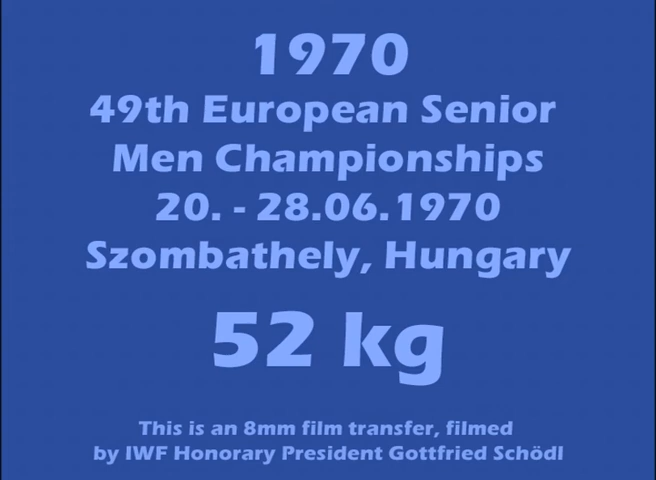 1970
49th European Senior
Men Championships
20. - 28.06.1970
Szombathely, Hungary
52 kg
This is an 8mm film transfer, filmed
by IWF Honorary President Gottfried Schödl